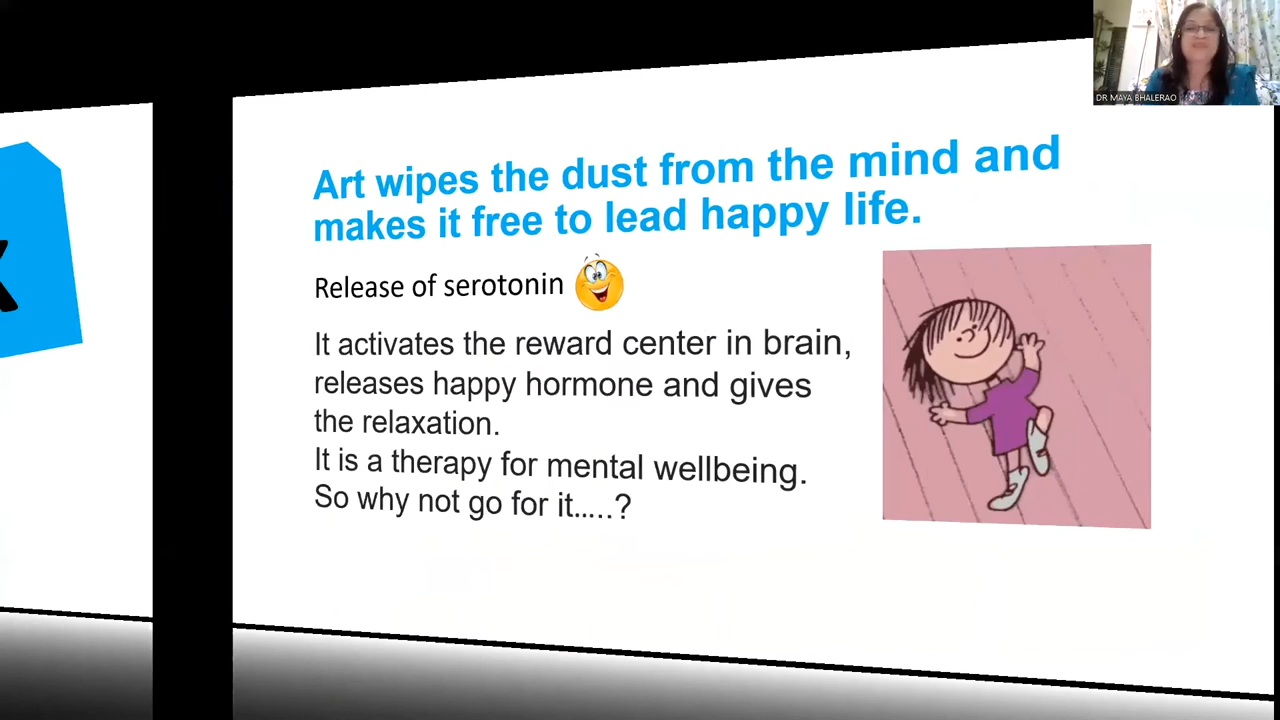 DR MAYA BHALERAO
Art wipes the dust from the mind and
makes it free to lead happy life.
Release of serotonin
It activates the reward center in brain,
releases happy hormone and gives
the relaxation.
It is a therapy for mental wellbeing.
So why not go for it.....?